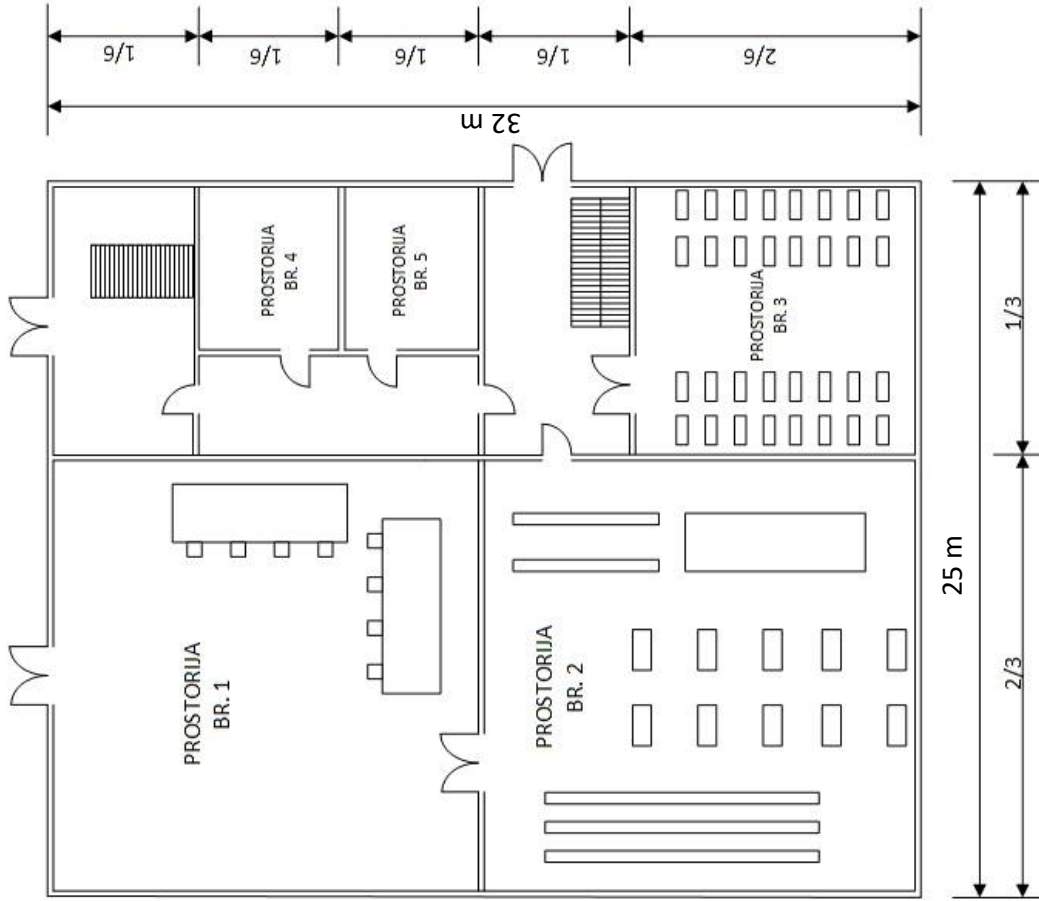 1/6
1/6
1/6
1/6
2/6
32 m
PROSTORIJA
BR. 4
PROSTORIJA
BR. 5
PROSTORIJA
BR. 3
PROSTORIJA
BR. 1
PROSTORIJA
BR. 2
1/3
2/3
25 m